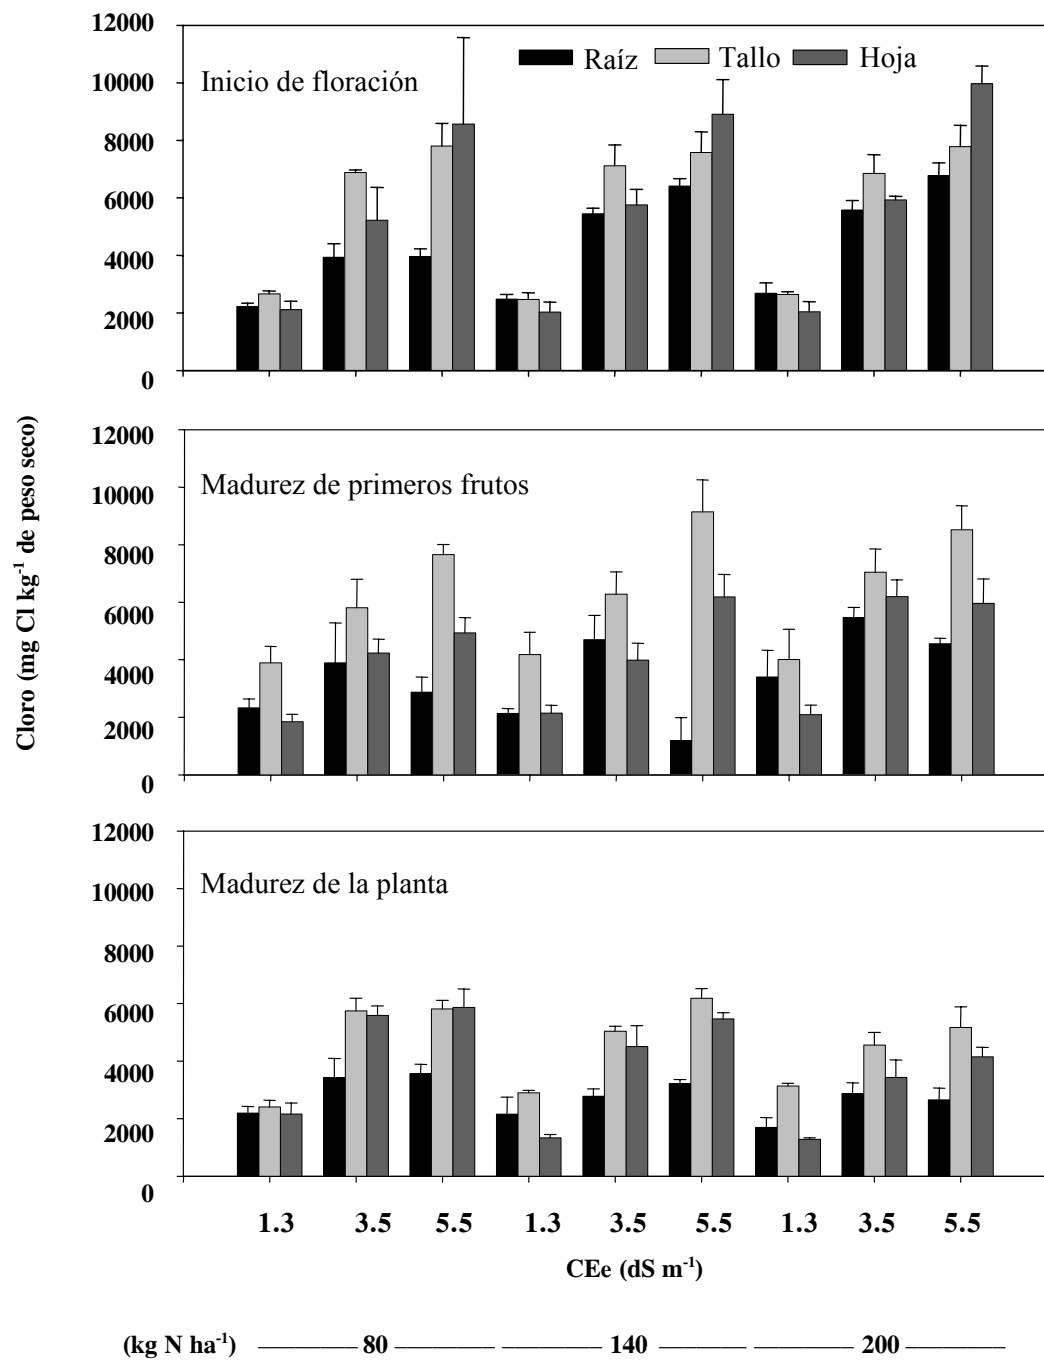 12000
10000
8000
6000
4000
2000
0
Inicio de floración
Raíz Tallo Hoja
12000
10000
8000
6000
4000
2000
0
Madurez de primeros frutos
Cloro (mg Cl kg⁻¹ de peso seco)
12000
10000
8000
6000
4000
2000
0
Madurez de la planta
1.3 3.5 5.5 1.3 3.5 5.5 1.3 3.5 5.5
CEe (dS m⁻¹)
(kg N ha⁻¹) 80 140 200